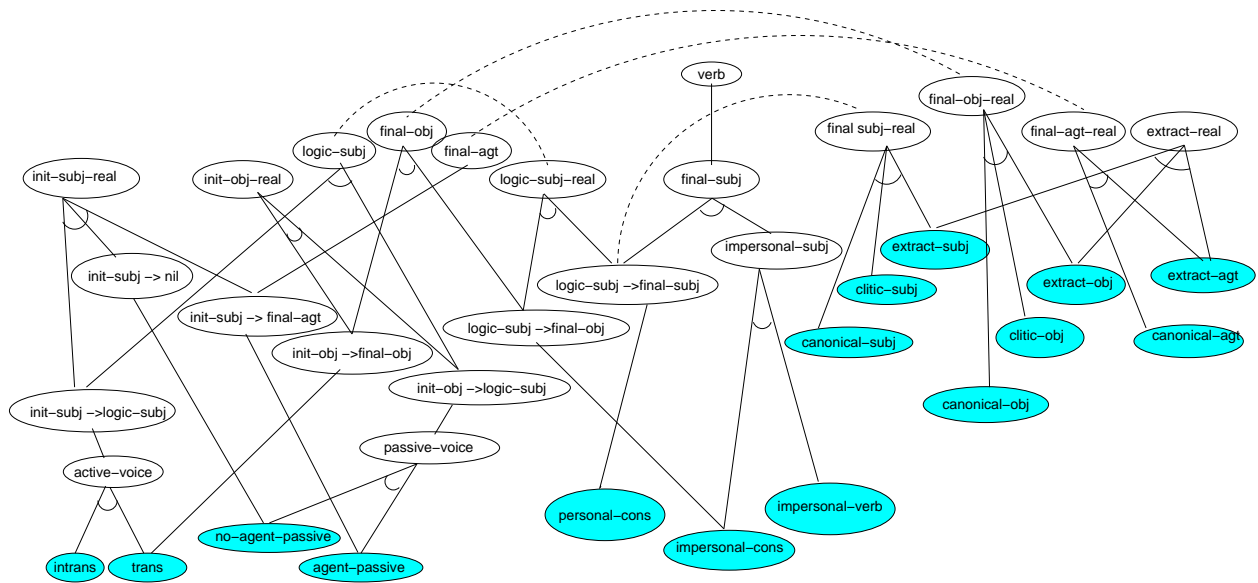 verb
final-obj-real
final-obj
final subj-real
final-agt-real
extract-real
logic-subj
final-agt
init-subj-real
init-obj-real
logic-subj-real
final-subj
impersonal-subj
extract-subj
init-subj -> nil
logic-subj ->final-subj
clitic-subj
extract-obj
extract-agt
init-subj -> final-agt
logic-subj ->final-obj
canonical-subj
clitic-obj
canonical-agt
init-obj ->final-obj
init-obj ->logic-subj
canonical-obj
init-subj ->logic-subj
passive-voice
active-voice
personal-cons
impersonal-verb
no-agent-passive
impersonal-cons
intrans
trans
agent-passive